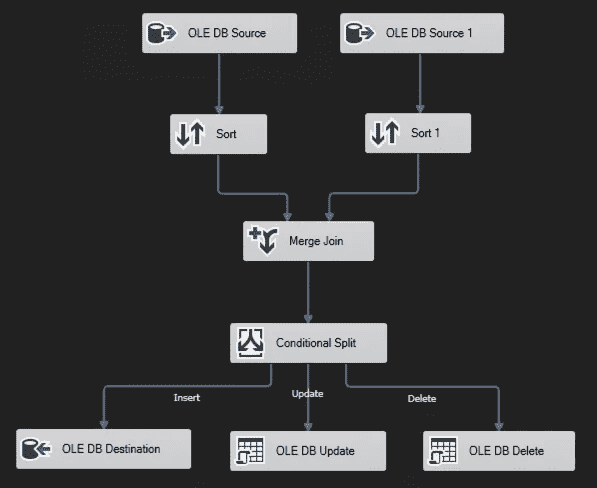 OLE DB Source
OLE DB Source 1
Sort
Sort 1
Merge Join
Conditional Split
Insert
Update
Delete
OLE DB Destination
OLE DB Update
OLE DB Delete